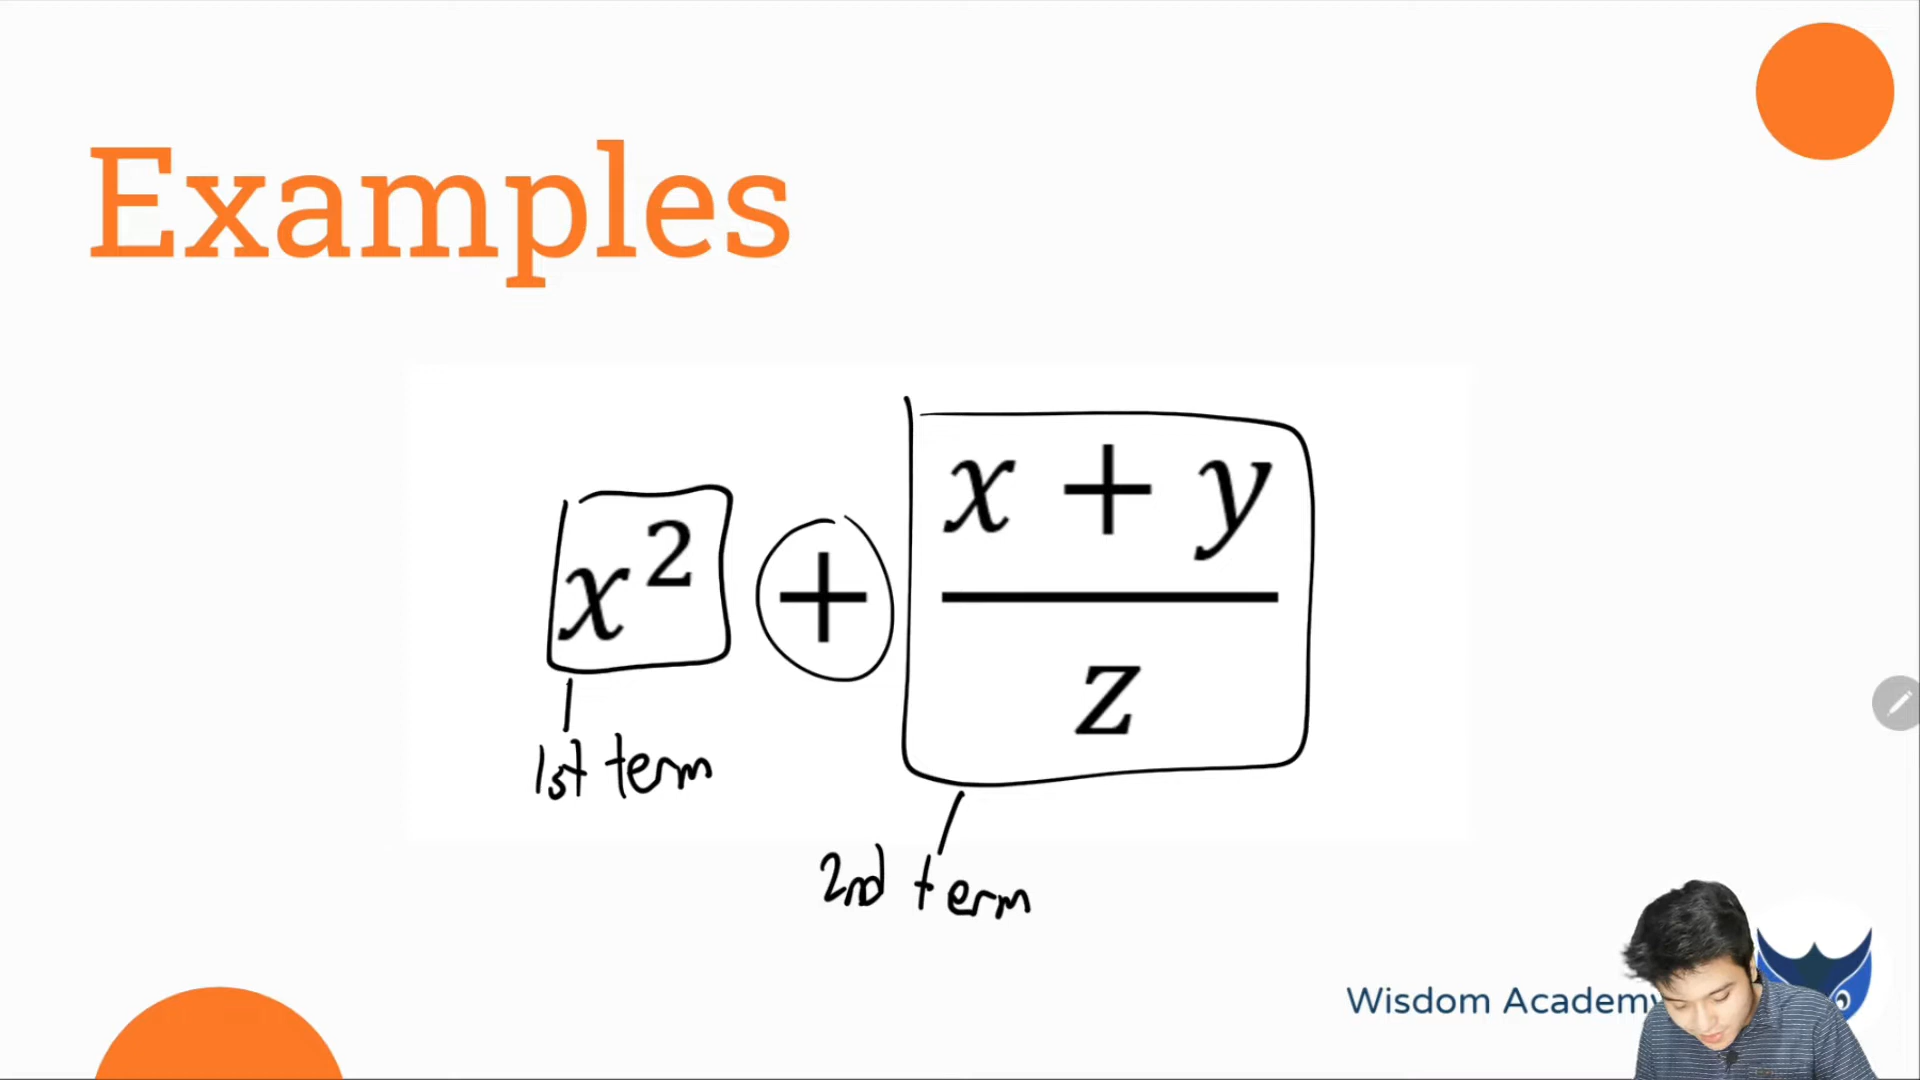 Examples
x² + (x + y)/z
1st term
2nd term
Wisdom Academy